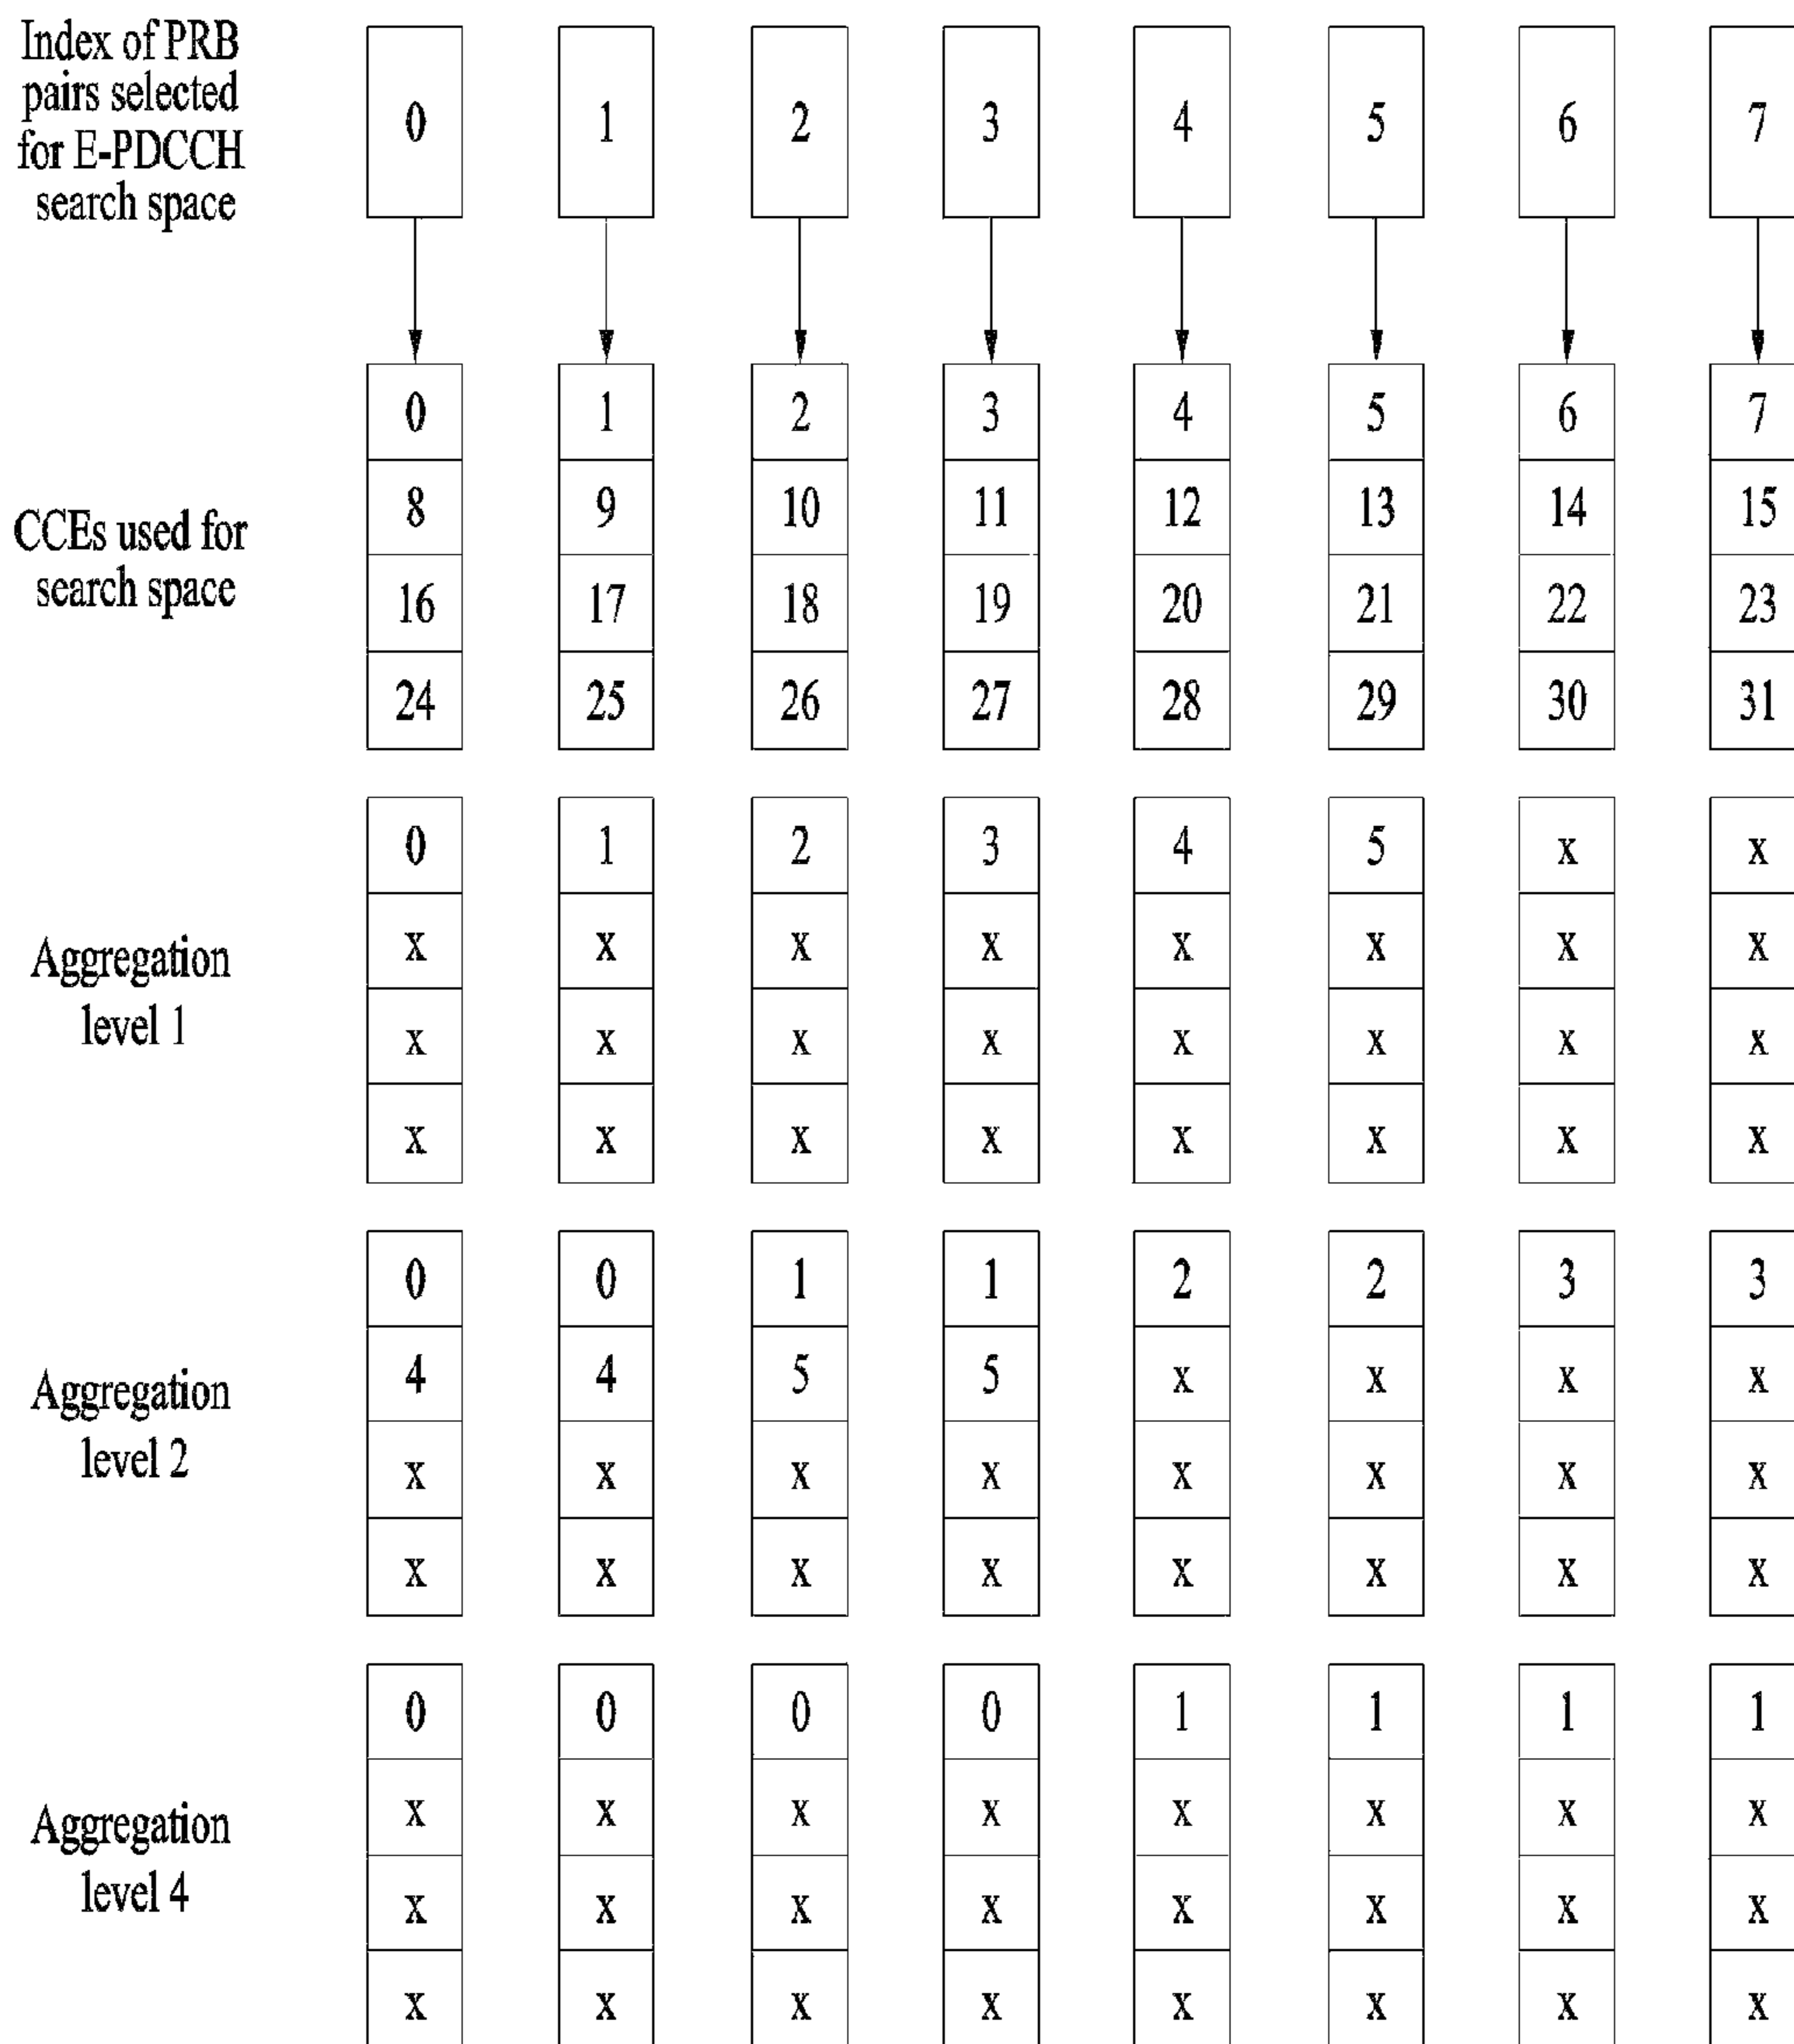 Index of PRB
pairs selected
for E-PDCCH
search space
0 1 2 3 4 5 6 7
CCEs used for
search space
0 1 2 3 4 5 6 7
8 9 10 11 12 13 14 15
16 17 18 19 20 21 22 23
24 25 26 27 28 29 30 31
Aggregation
level 1
0 1 2 3 4 5 x x
x x x x x x x x
x x x x x x x x
x x x x x x x x
Aggregation
level 2
0 0 1 1 2 2 3 3
4 4 5 5 x x x x
x x x x x x x x
x x x x x x x x
Aggregation
level 4
0 0 0 0 1 1 1 1
x x x x x x x x
x x x x x x x x
x x x x x x x x